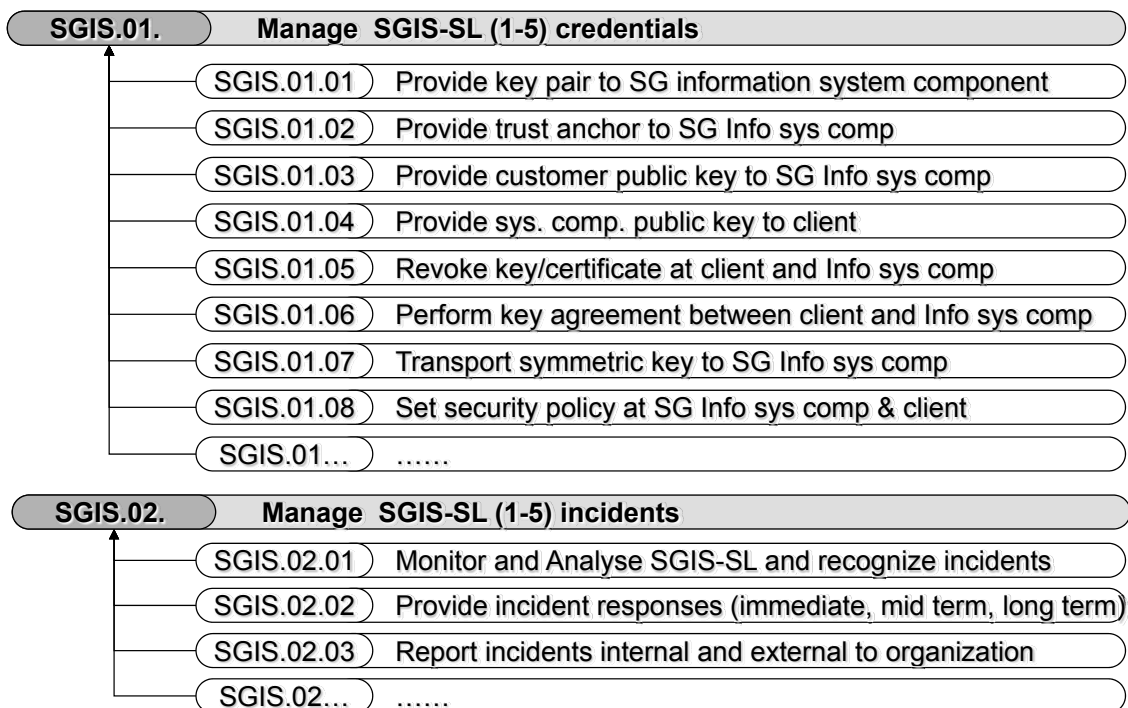 SGIS.01. Manage SGIS-SL (1-5) credentials
SGIS.01.01 Provide key pair to SG information system component
SGIS.01.02 Provide trust anchor to SG Info sys comp
SGIS.01.03 Provide customer public key to SG Info sys comp
SGIS.01.04 Provide sys. comp. public key to client
SGIS.01.05 Revoke key/certificate at client and Info sys comp
SGIS.01.06 Perform key agreement between client and Info sys comp
SGIS.01.07 Transport symmetric key to SG Info sys comp
SGIS.01.08 Set security policy at SG Info sys comp & client
SGIS.01… ……
SGIS.02. Manage SGIS-SL (1-5) incidents
SGIS.02.01 Monitor and Analyse SGIS-SL and recognize incidents
SGIS.02.02 Provide incident responses (immediate, mid term, long term)
SGIS.02.03 Report incidents internal and external to organization
SGIS.02… ……